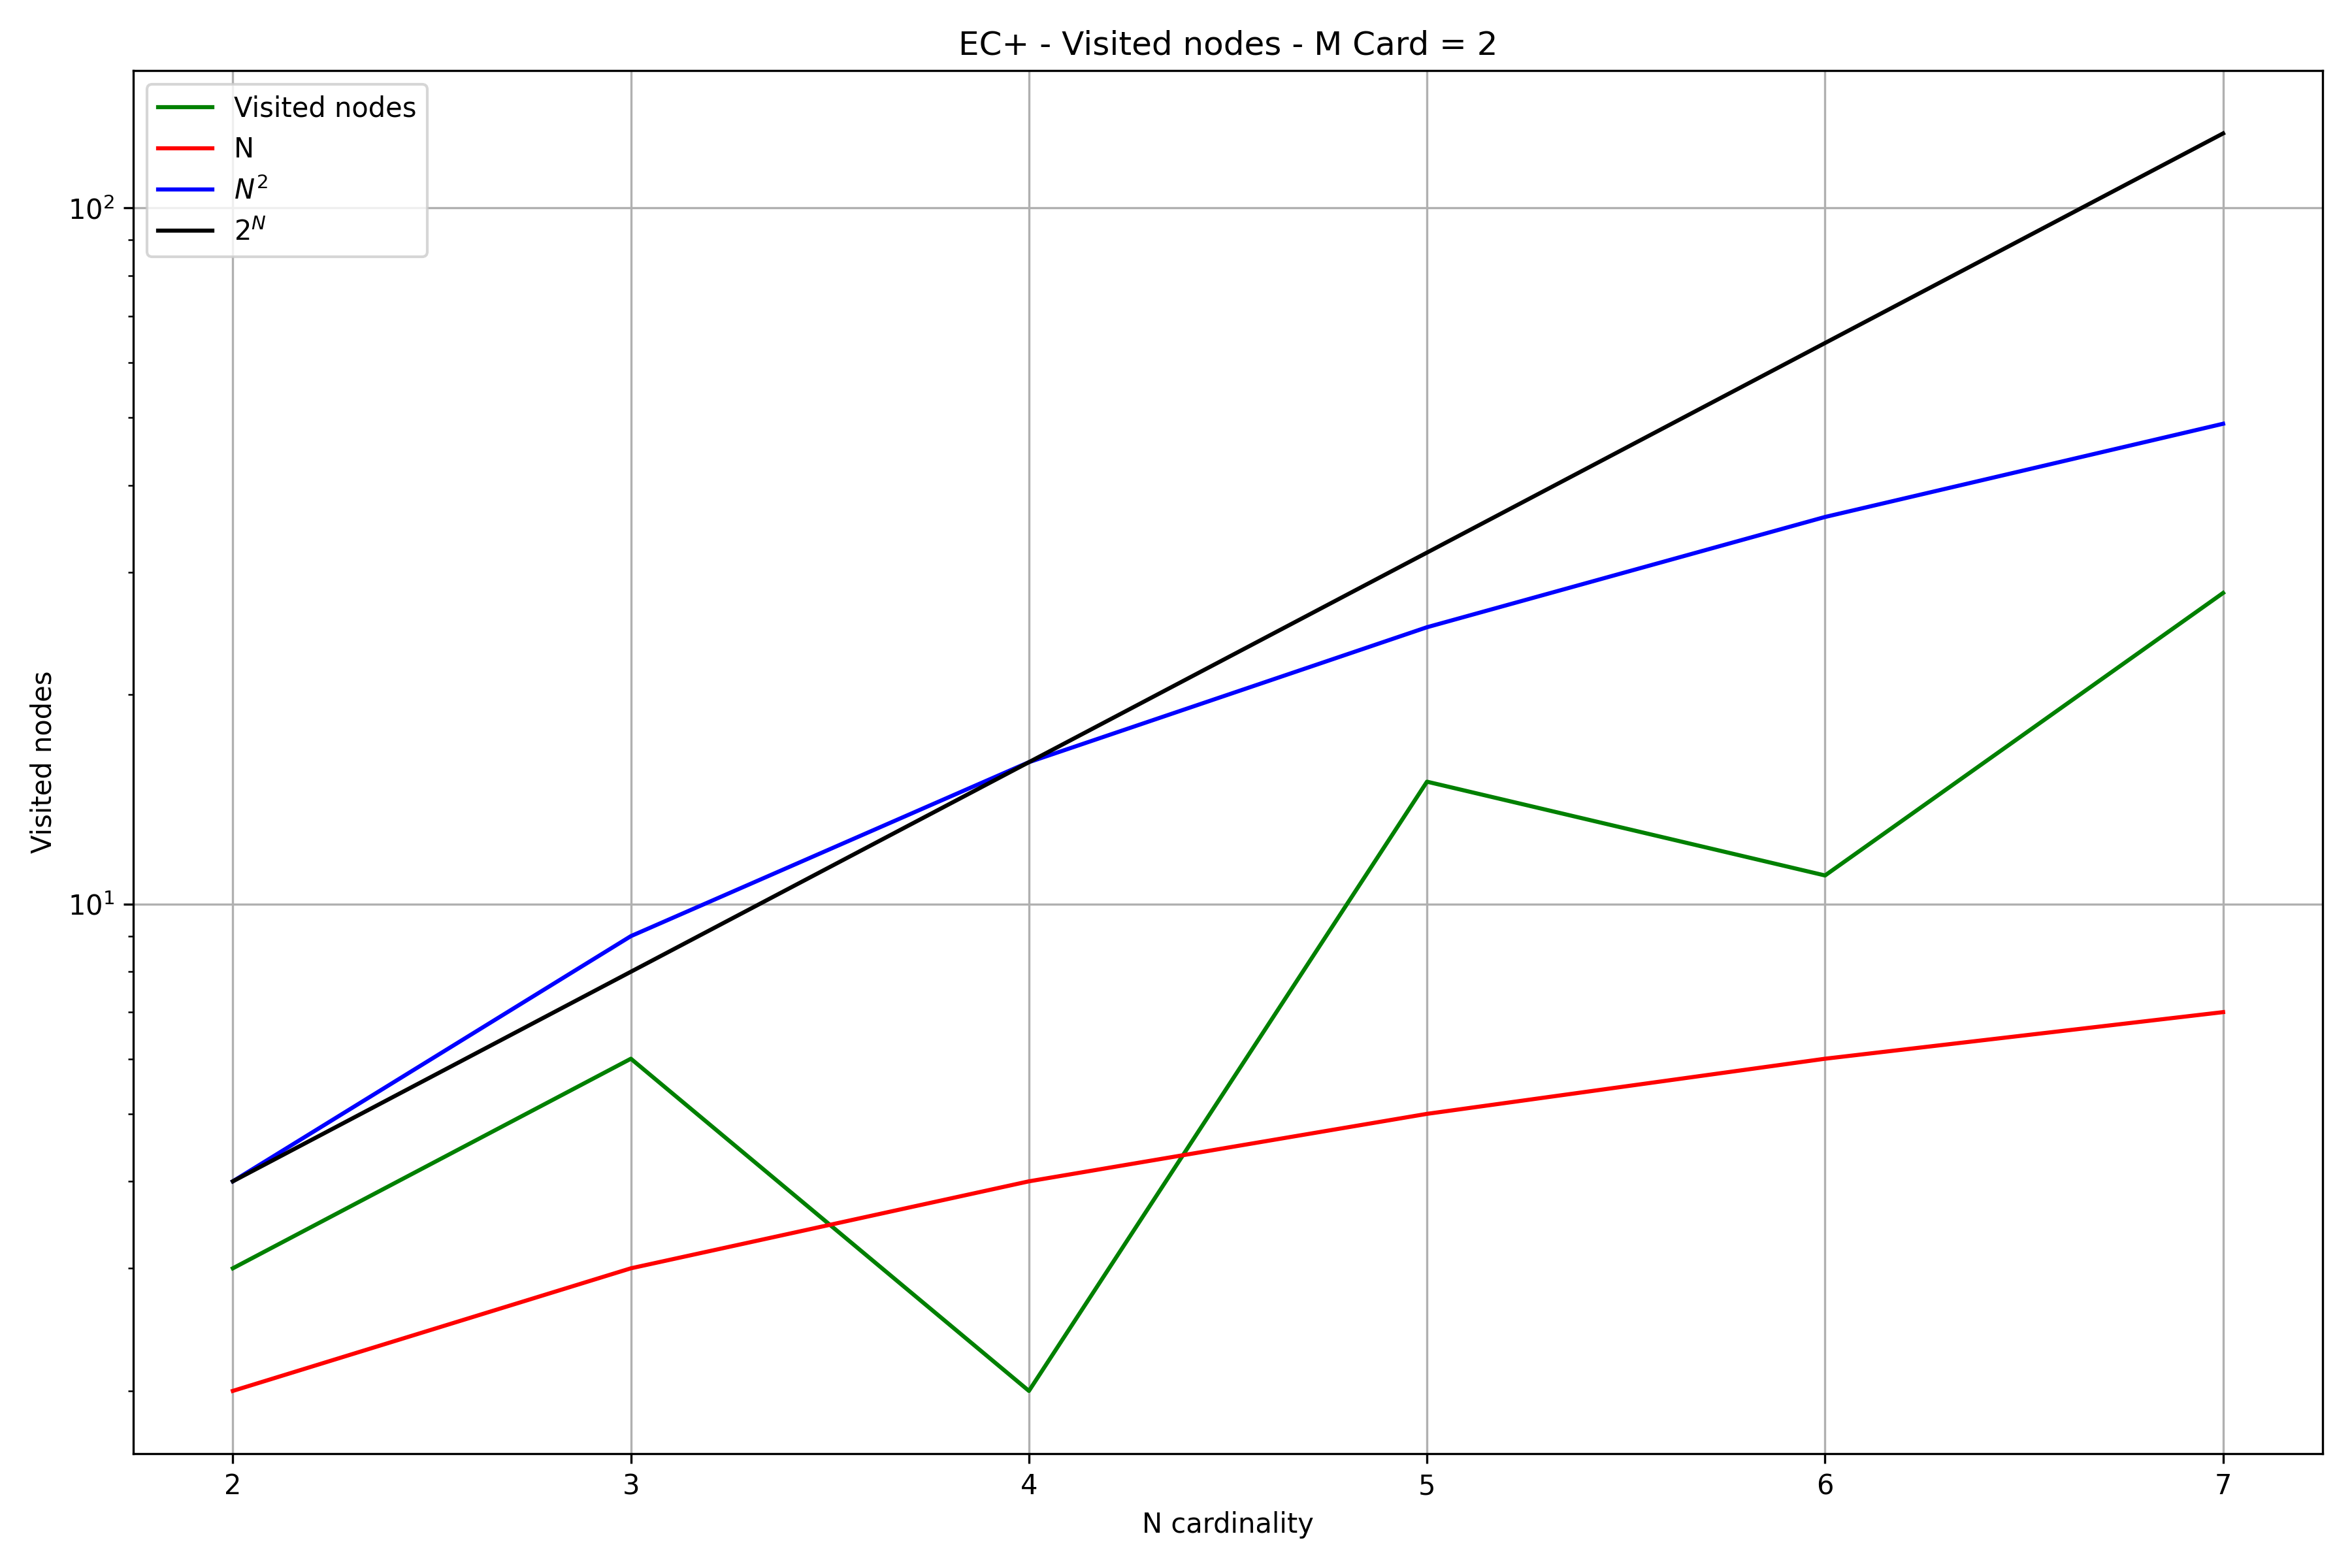 EC+ - Visited nodes - M Card = 2
Visited nodes
N
N²
2ᴺ
10²
10¹
Visited nodes
2 3 4 5 6 7
N cardinality